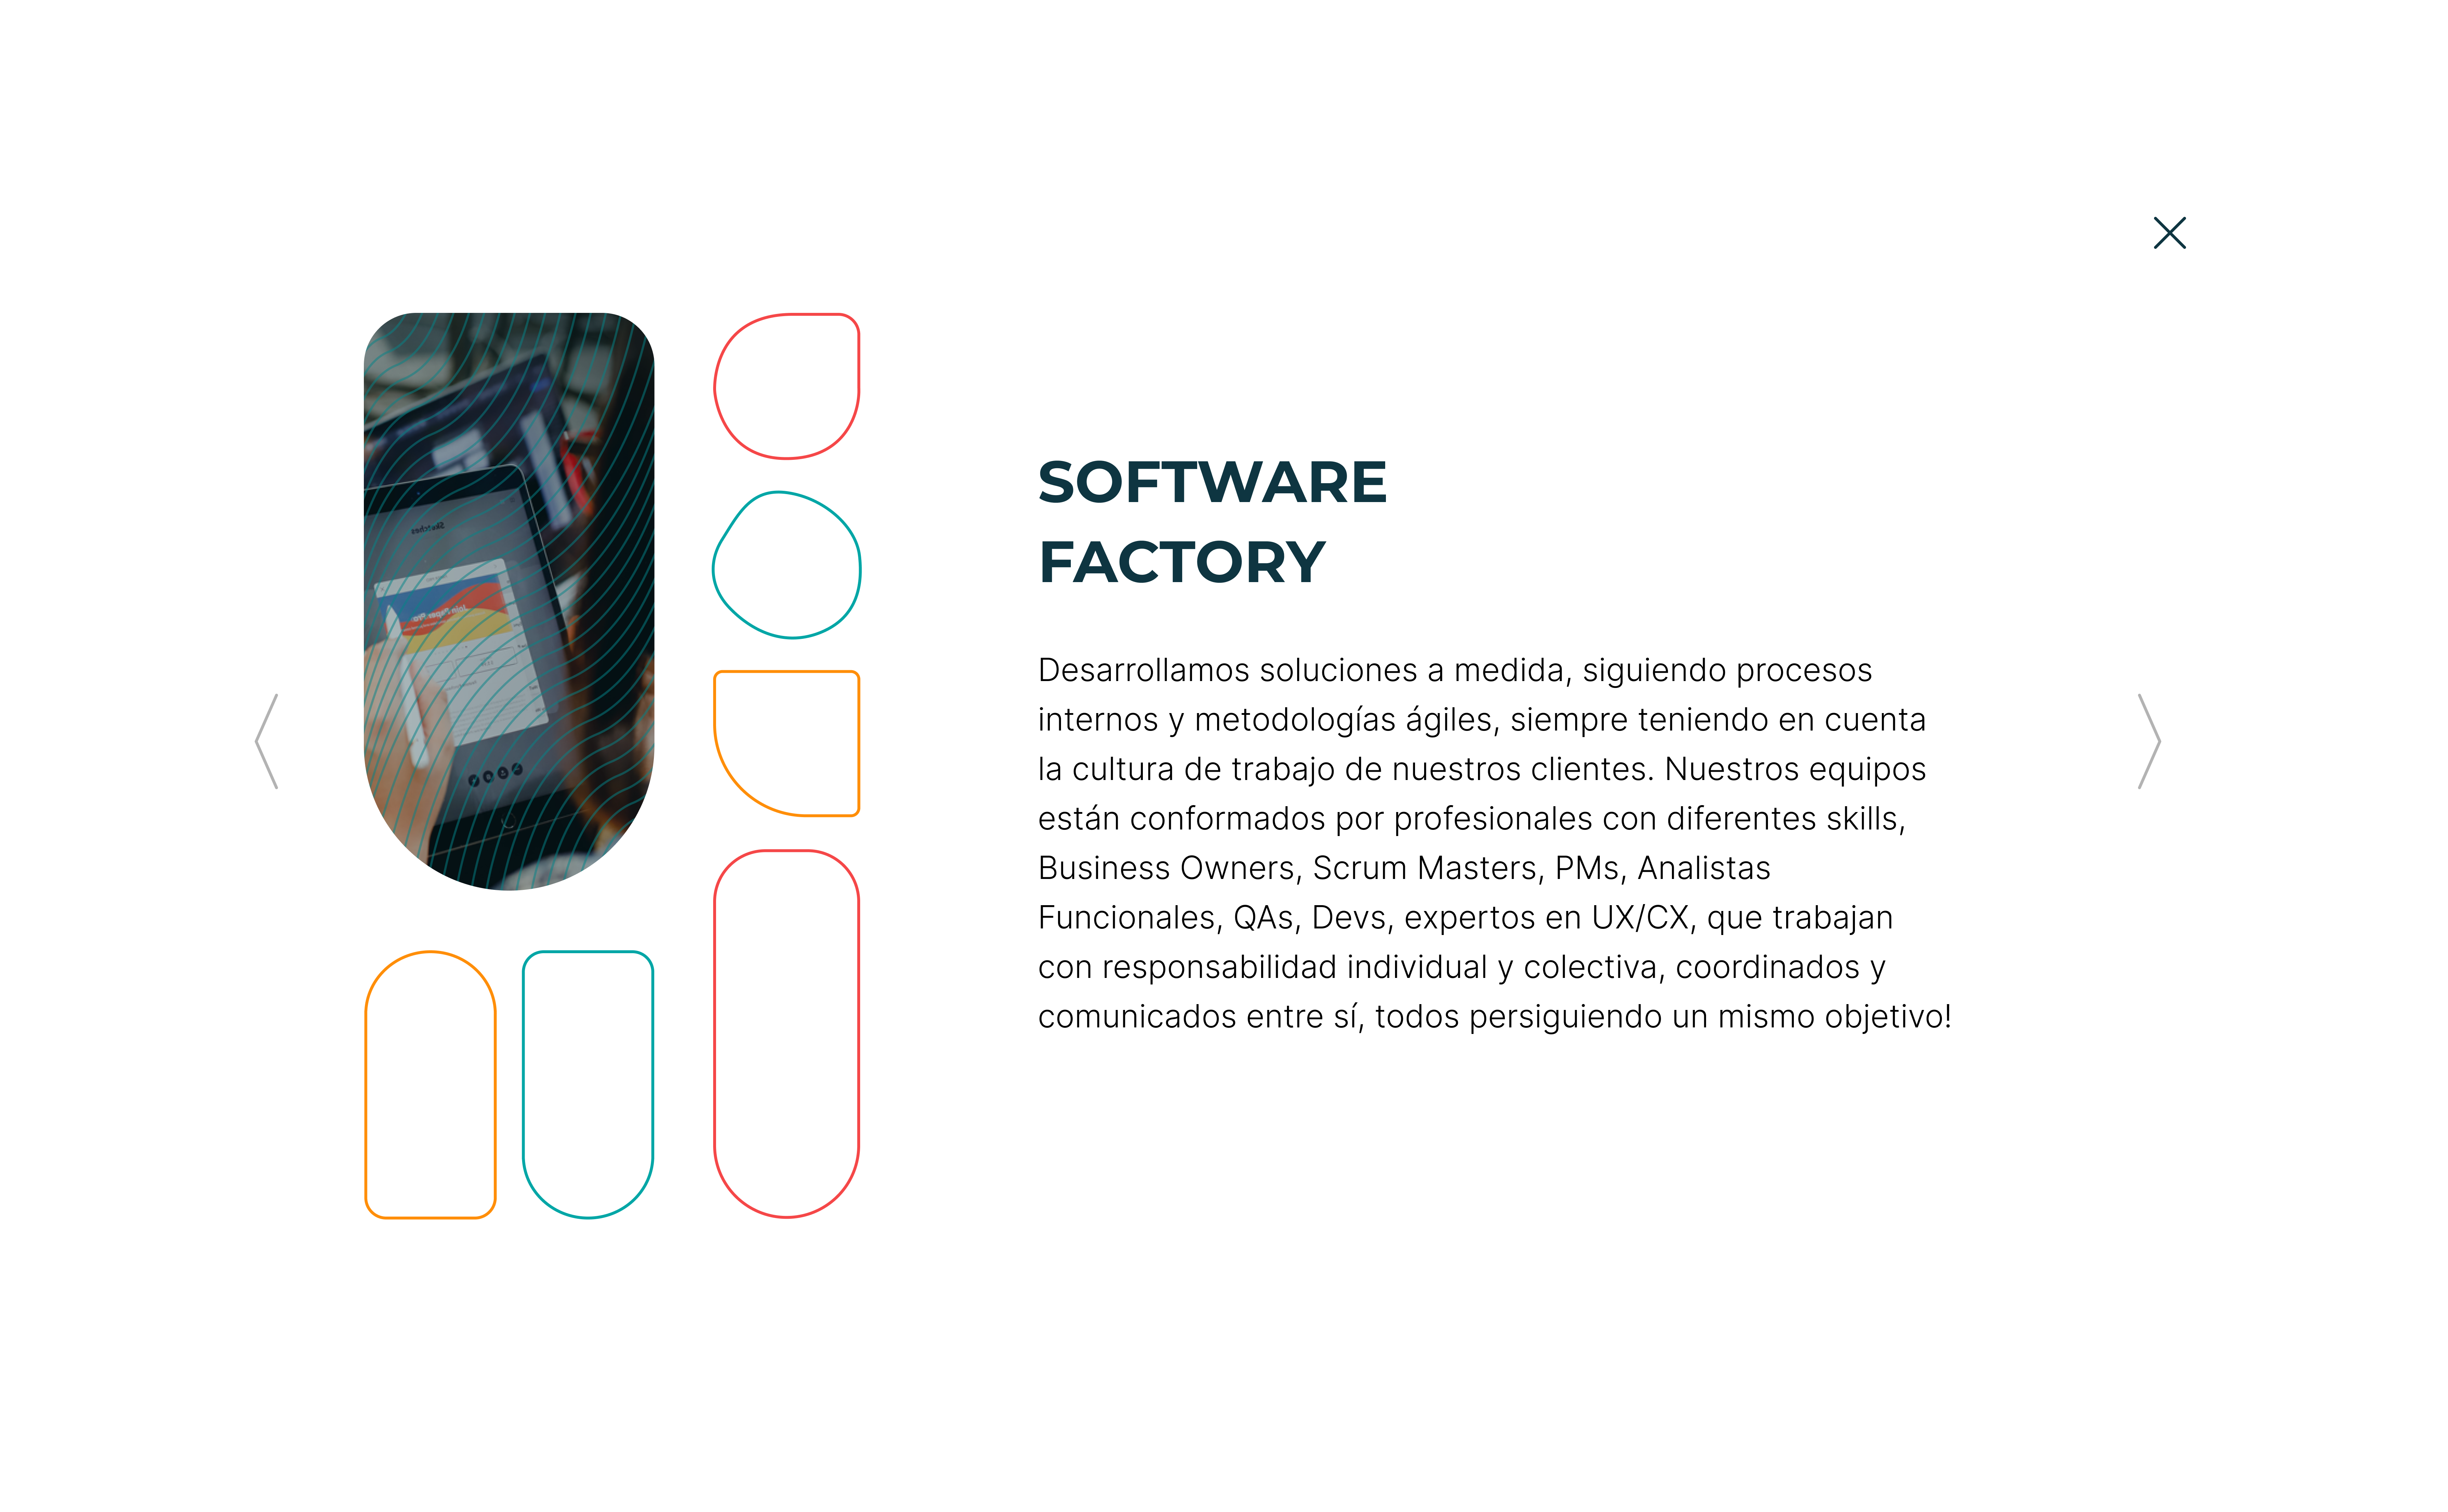 SOFTWARE
FACTORY
Desarrollamos soluciones a medida, siguiendo procesos
internos y metodologías ágiles, siempre teniendo en cuenta
la cultura de trabajo de nuestros clientes. Nuestros equipos
están conformados por profesionales con diferentes skills,
Business Owners, Scrum Masters, PMs, Analistas
Funcionales, QAs, Devs, expertos en UX/CX, que trabajan
con responsabilidad individual y colectiva, coordinados y
comunicados entre sí, todos persiguiendo un mismo objetivo!